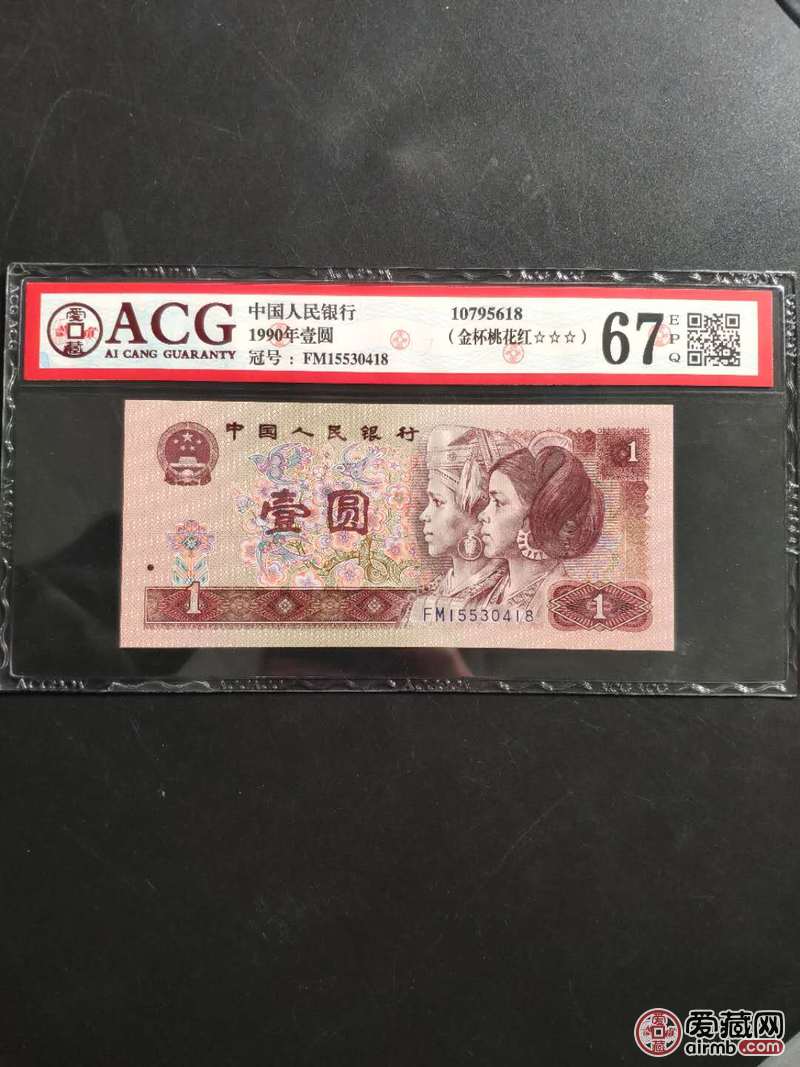 ACG
AI CANG GUARANTY
中国人民银行
1990年壹圆
冠号：FM15530418
10795618
（金杯桃花红☆☆☆）
67
E
P
Q
中国人民银行
壹圆
1
1
1
FM15530418
爱藏网
airmb.com